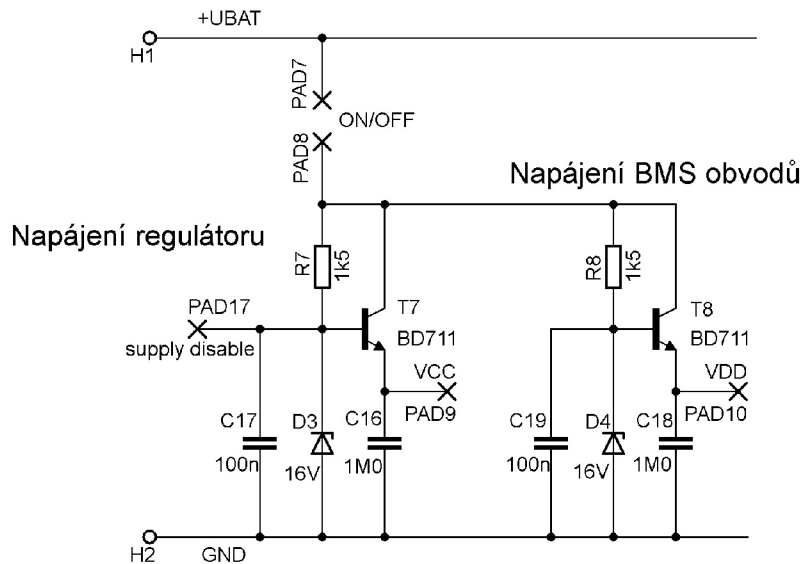 +UBAT
H1
PAD7
ON/OFF
PAD8
Napájení BMS obvodů
Napájení regulátoru
R7
1k5
R8
1k5
PAD17
T7
T8
supply disable
BD711
BD711
VCC
VDD
PAD9
PAD10
C17
D3
C16
C19
D4
C18
100n
16V
1M0
100n
16V
1M0
H2
GND